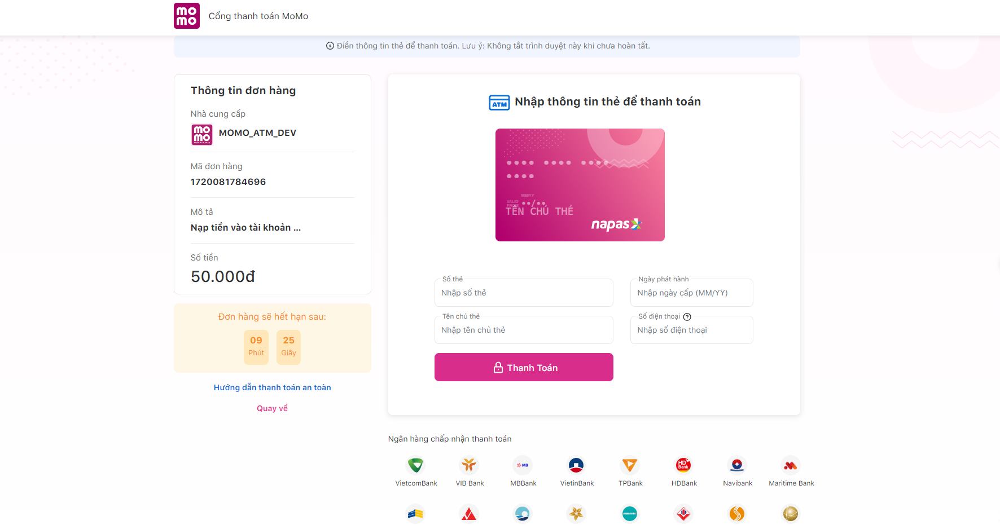 mo
mo
Cổng thanh toán MoMo
Điền thông tin thẻ để thanh toán. Lưu ý: Không tắt trình duyệt này khi chưa hoàn tất.
Thông tin đơn hàng
Nhà cung cấp
mo
mo
MOMO_ATM_DEV
Mã đơn hàng
1720081784696
Mô tả
Nạp tiền vào tài khoản ...
Số tiền
50.000đ
Đơn hàng sẽ hết hạn sau:
09 25
Phút Giây
Hướng dẫn thanh toán an toàn
Quay về
ATM Nhập thông tin thẻ để thanh toán
MM/YY
VALID
FROM ••/••
TÊN CHỦ THẺ
napas
Số thẻ
Nhập số thẻ
Ngày phát hành
Nhập ngày cấp (MM/YY)
Tên chủ thẻ
Nhập tên chủ thẻ
Số điện thoại
Nhập số điện thoại
Thanh Toán
Ngân hàng chấp nhận thanh toán
MB
HD
Bank
VietcomBank VIB Bank MBBank VietinBank TPBank HDBank Navibank Maritime Bank